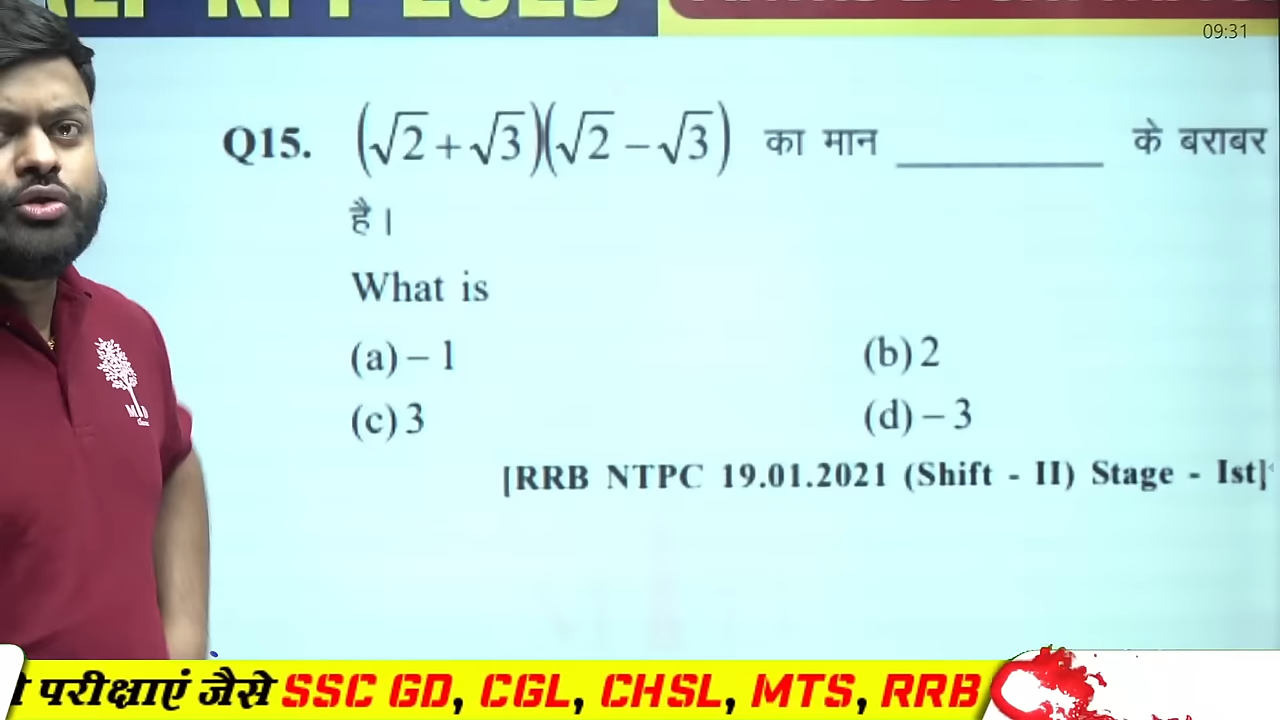 09:31
Q15. (√2 + √3)(√2 − √3) का मान ________ के बराबर
है।
What is
(a) – 1 (b) 2
(c) 3 (d) – 3
[RRB NTPC 19.01.2021 (Shift - II) Stage - Ist]
परीक्षाएं जैसे SSC GD, CGL, CHSL, MTS, RRB